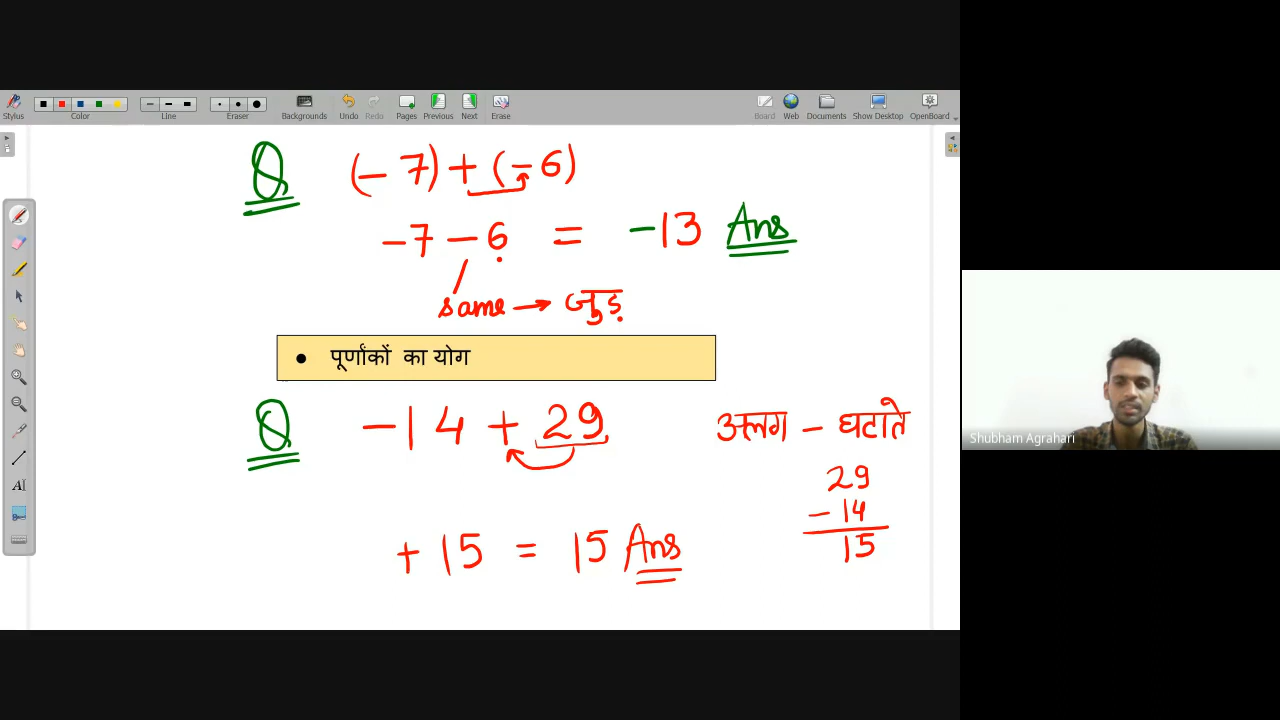 Stylus Color Line Eraser Backgrounds Undo Redo Pages Previous Next Erase Board Web Documents Show Desktop OpenBoard
Q (-7) + (-6)
-7 - 6 = -13 Ans
same → जुड़
• पूर्णांकों का योग
Q -14 + 29
अलग - घटाते
29
-14
15
+15 = 15 Ans
Shubham Agrahari